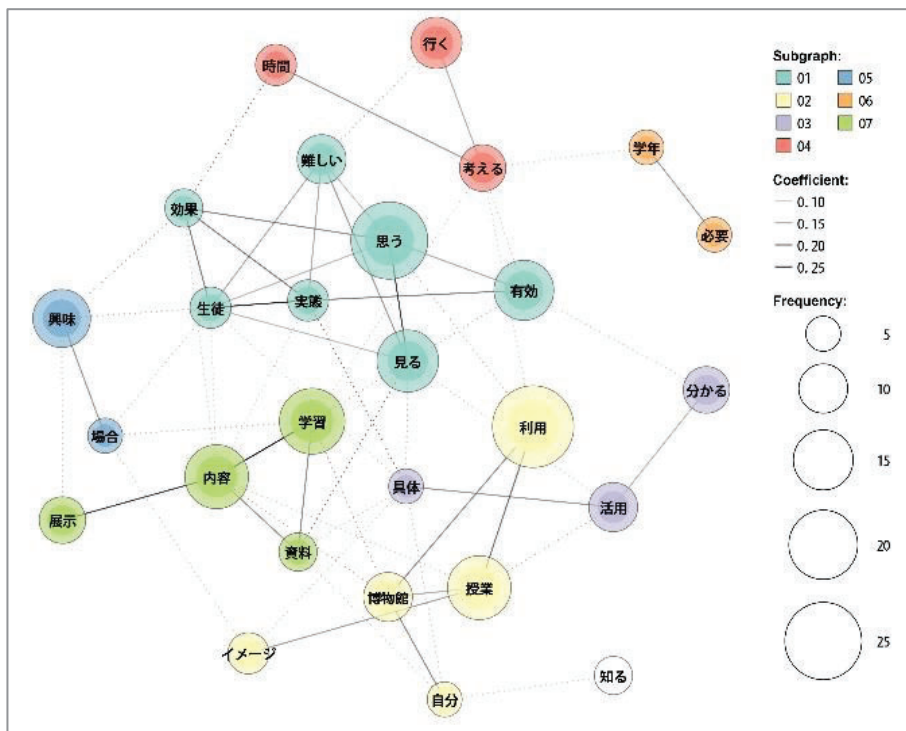 行く
時間
Subgraph:
01 05
02 06
03 07
04
難しい
学年
考える
Coefficient:
0.10
0.15
0.20
0.25
効果
思う
必要
有効
実態
生徒
興味
Frequency:
5
見る
10
分かる
学習
利用
場合
15
内容
具体
活用
展示
資料
20
授業
博物館
イメージ
25
知る
自分